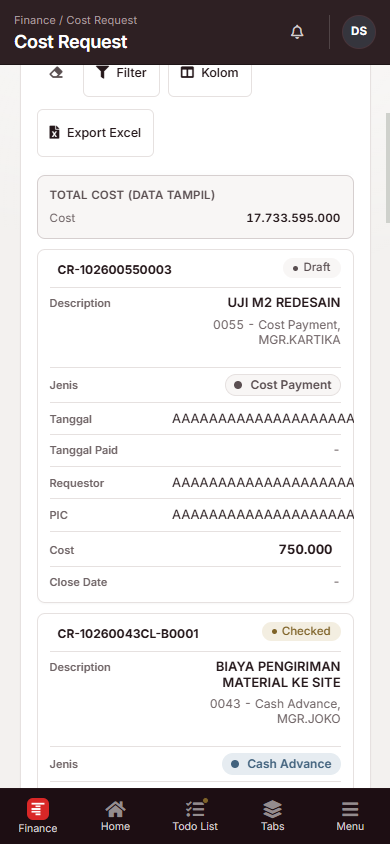 Finance / Cost Request
Cost Request
DS
Filter
Kolom
Export Excel
TOTAL COST (DATA TAMPIL)
Cost 17.733.595.000
CR-102600550003 Draft
Description UJI M2 REDESAIN
0055 - Cost Payment,
MGR.KARTIKA
Jenis Cost Payment
Tanggal AAAAAAAAAAAAAAAAAAAA
Tanggal Paid -
Requestor AAAAAAAAAAAAAAAAAAAA
PIC AAAAAAAAAAAAAAAAAAAA
Cost 750.000
Close Date -
CR-10260043CL-B0001 Checked
Description BIAYA PENGIRIMAN
MATERIAL KE SITE
0043 - Cash Advance,
MGR.JOKO
Jenis Cash Advance
Finance Home Todo List Tabs Menu